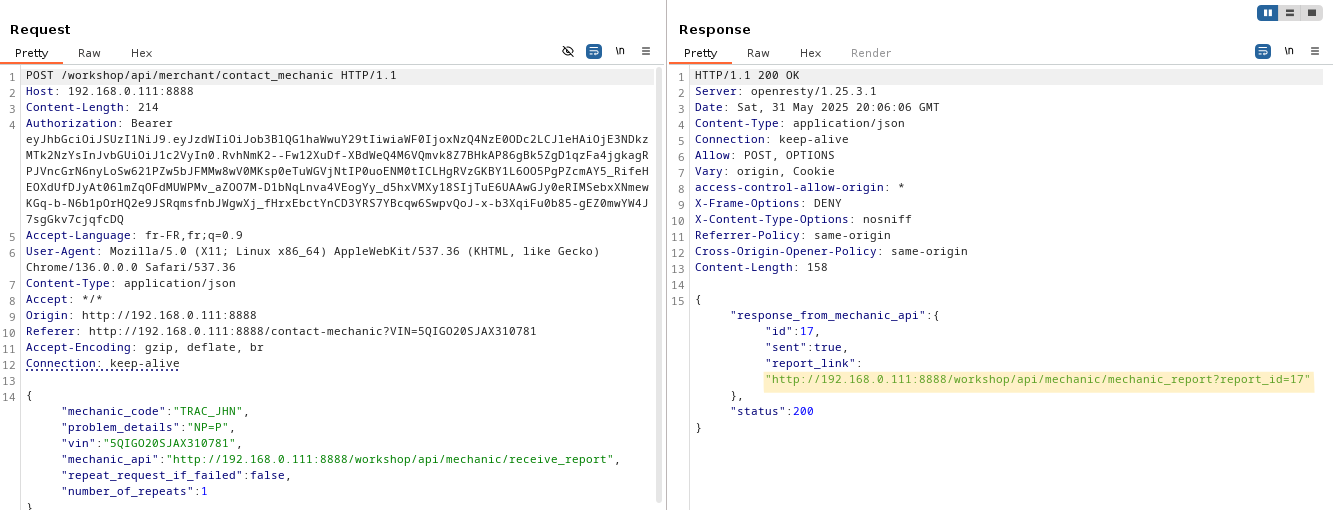 Request
Pretty Raw Hex
\n
1 POST /workshop/api/merchant/contact_mechanic HTTP/1.1
2 Host: 192.168.0.111:8888
3 Content-Length: 214
4 Authorization: Bearer
eyJhbGciOiJSUzI1NiJ9.eyJzdWIiOiJob3BlQG1haWwuY29tIiwiaWF0IjoxNzQ4NzE0ODc2LCJleHAiOjE3NDkz
MTk2NzYsInJvbGUiOiJ1c2VyIn0.RvhNmK2--Fw12XuDf-XBdWeQ4M6VQmvk8Z7BHkAP86gBk5ZgD1qzFa4jgkagR
PJVncGrN6nyLoSw621PZw5bJFMMw8wV0MKsp0eTuWGVjNtIP0uoENM0tICLHgRVzGKBY1L6OO5PgPZcmAY5_RifeH
EOXdUfDJyAt06lmZqOFdMUWPMv_aZOO7M-D1bNqLnva4VEogYy_d5hxVMXy18SIjTuE6UAAwGJy0eRIMSebxXNmew
KGq-b-N6b1pOrHQ2e9JSRqmsfnbJWgwXj_fHrxEbctYnCD3YRS7YBcqw6SwpvQoJ-x-b3XqiFu0b85-gEZ0mwYW4J
7sgGkv7cjqfcDQ
5 Accept-Language: fr-FR,fr;q=0.9
6 User-Agent: Mozilla/5.0 (X11; Linux x86_64) AppleWebKit/537.36 (KHTML, like Gecko)
Chrome/136.0.0.0 Safari/537.36
7 Content-Type: application/json
8 Accept: */*
9 Origin: http://192.168.0.111:8888
10 Referer: http://192.168.0.111:8888/contact-mechanic?VIN=5QIGO20SJAX310781
11 Accept-Encoding: gzip, deflate, br
12 Connection: keep-alive
13
14 {
"mechanic_code":"TRAC_JHN",
"problem_details":"NP=P",
"vin":"5QIGO20SJAX310781",
"mechanic_api":"http://192.168.0.111:8888/workshop/api/mechanic/receive_report",
"repeat_request_if_failed":false,
"number_of_repeats":1
}
Response
Pretty Raw Hex Render
\n
1 HTTP/1.1 200 OK
2 Server: openresty/1.25.3.1
3 Date: Sat, 31 May 2025 20:06:06 GMT
4 Content-Type: application/json
5 Connection: keep-alive
6 Allow: POST, OPTIONS
7 Vary: origin, Cookie
8 access-control-allow-origin: *
9 X-Frame-Options: DENY
10 X-Content-Type-Options: nosniff
11 Referrer-Policy: same-origin
12 Cross-Origin-Opener-Policy: same-origin
13 Content-Length: 158
14
15 {
"response_from_mechanic_api":{
"id":17,
"sent":true,
"report_link":
"http://192.168.0.111:8888/workshop/api/mechanic/mechanic_report?report_id=17"
},
"status":200
}